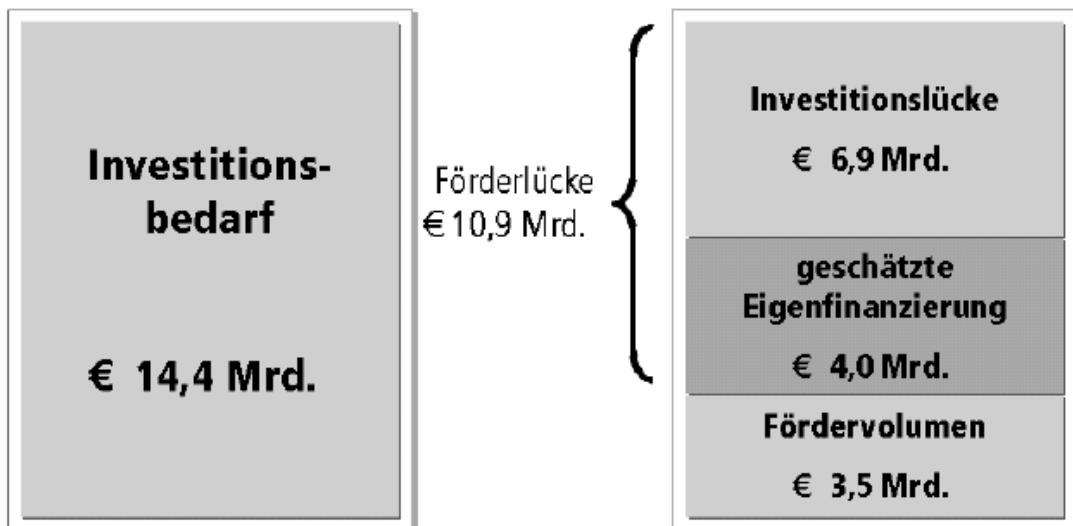 Investitions-
bedarf
€ 14,4 Mrd.
Förderlücke
€ 10,9 Mrd.
Investitionslücke
€ 6,9 Mrd.
geschätzte
Eigenfinanzierung
€ 4,0 Mrd.
Fördervolumen
€ 3,5 Mrd.